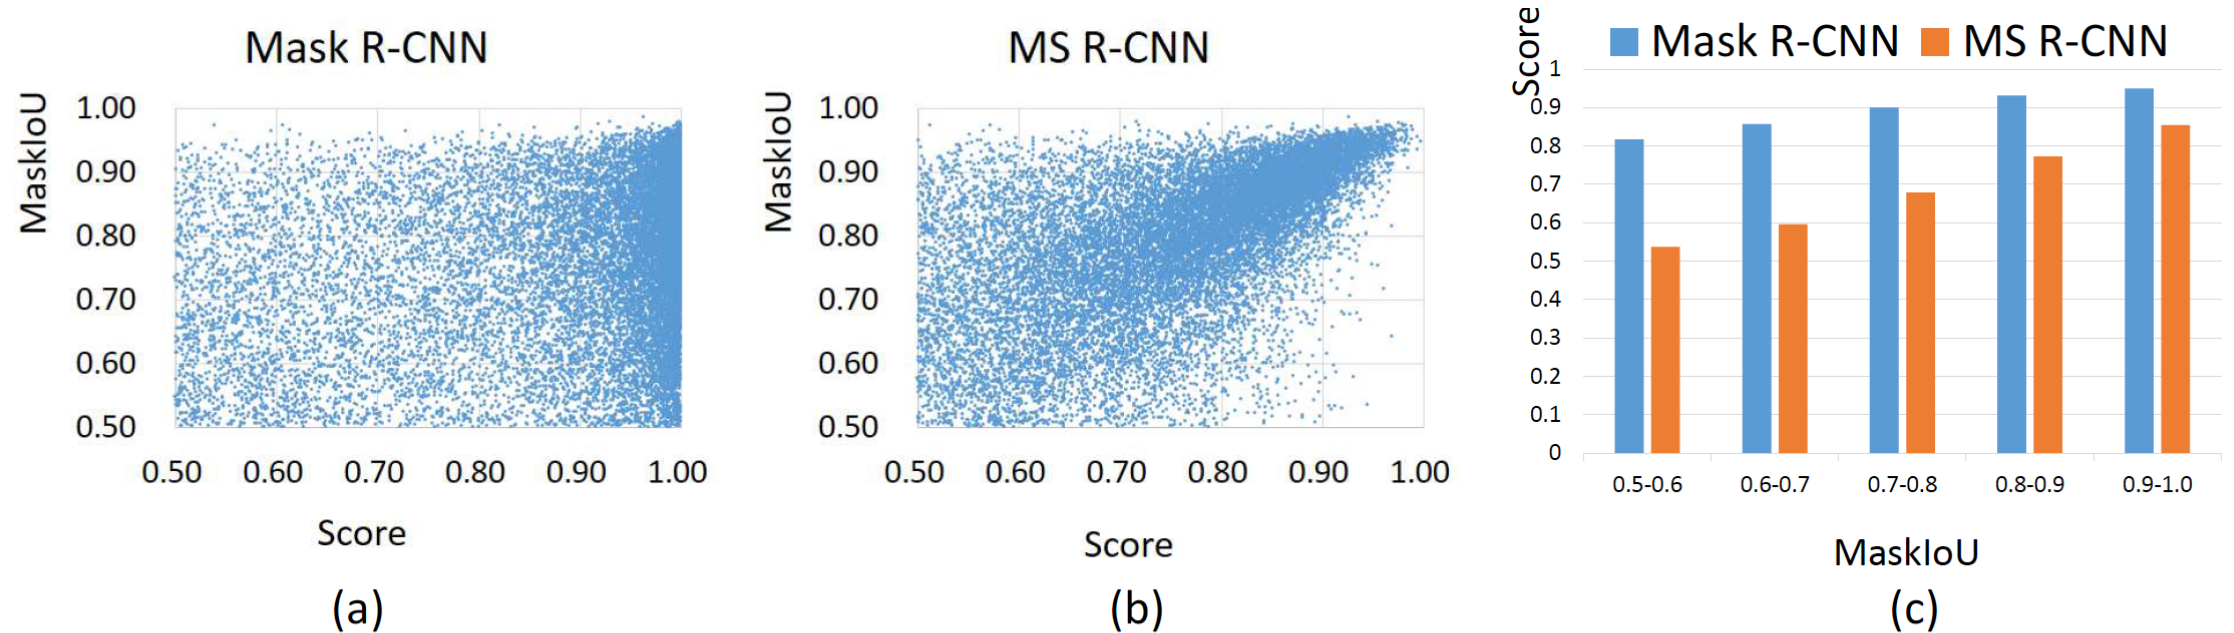 Mask R-CNN
MaskIoU
1.00
0.90
0.80
0.70
0.60
0.50
0.50 0.60 0.70 0.80 0.90 1.00
Score
(a)
MS R-CNN
MaskIoU
1.00
0.90
0.80
0.70
0.60
0.50
0.50 0.60 0.70 0.80 0.90 1.00
Score
(b)
Mask R-CNN MS R-CNN
Score
1
0.9
0.8
0.7
0.6
0.5
0.4
0.3
0.2
0.1
0
0.5-0.6 0.6-0.7 0.7-0.8 0.8-0.9 0.9-1.0
MaskIoU
(c)